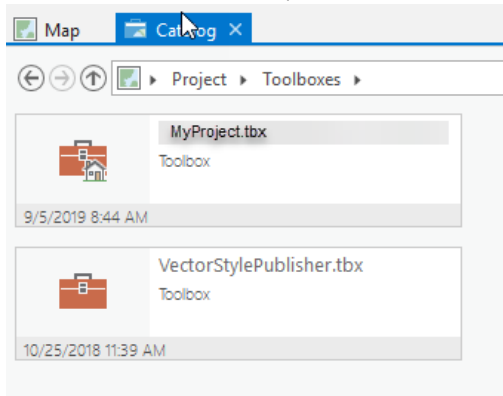 Map Catalog
Project Toolboxes
MyProject.tbx
Toolbox
9/5/2019 8:44 AM
VectorStylePublisher.tbx
Toolbox
10/25/2018 11:39 AM